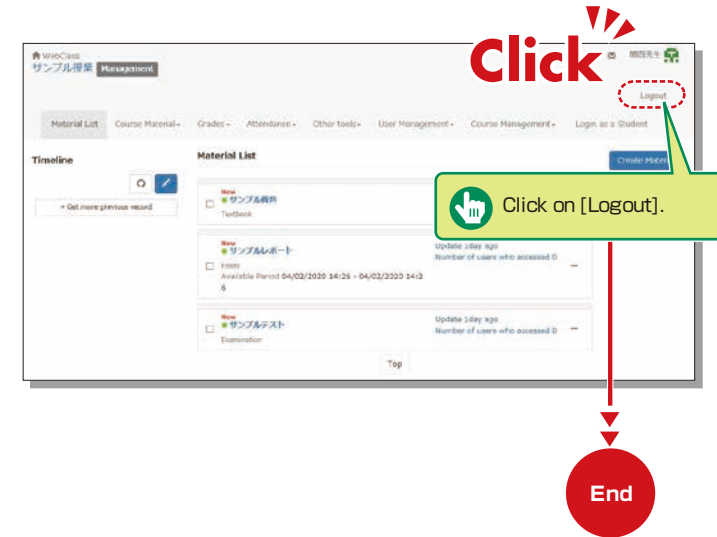 Click
WebClass
サンプル授業 Management
関西先生
Logout
Material List Course Material Grades Attendance Other tools User Management Course Management Login as a Student
Timeline
Material List
Create Mater
+ Get more previous record
New
サンプル資料
Textbook
Click on [Logout].
New
サンプルレポート
Essay
Available Period 04/02/2020 14:26 - 04/02/2020 14:2
6
Update 1day ago
Number of users who accessed 0
New
サンプルテスト
Examination
Update 1day ago
Number of users who accessed 0
Top
End